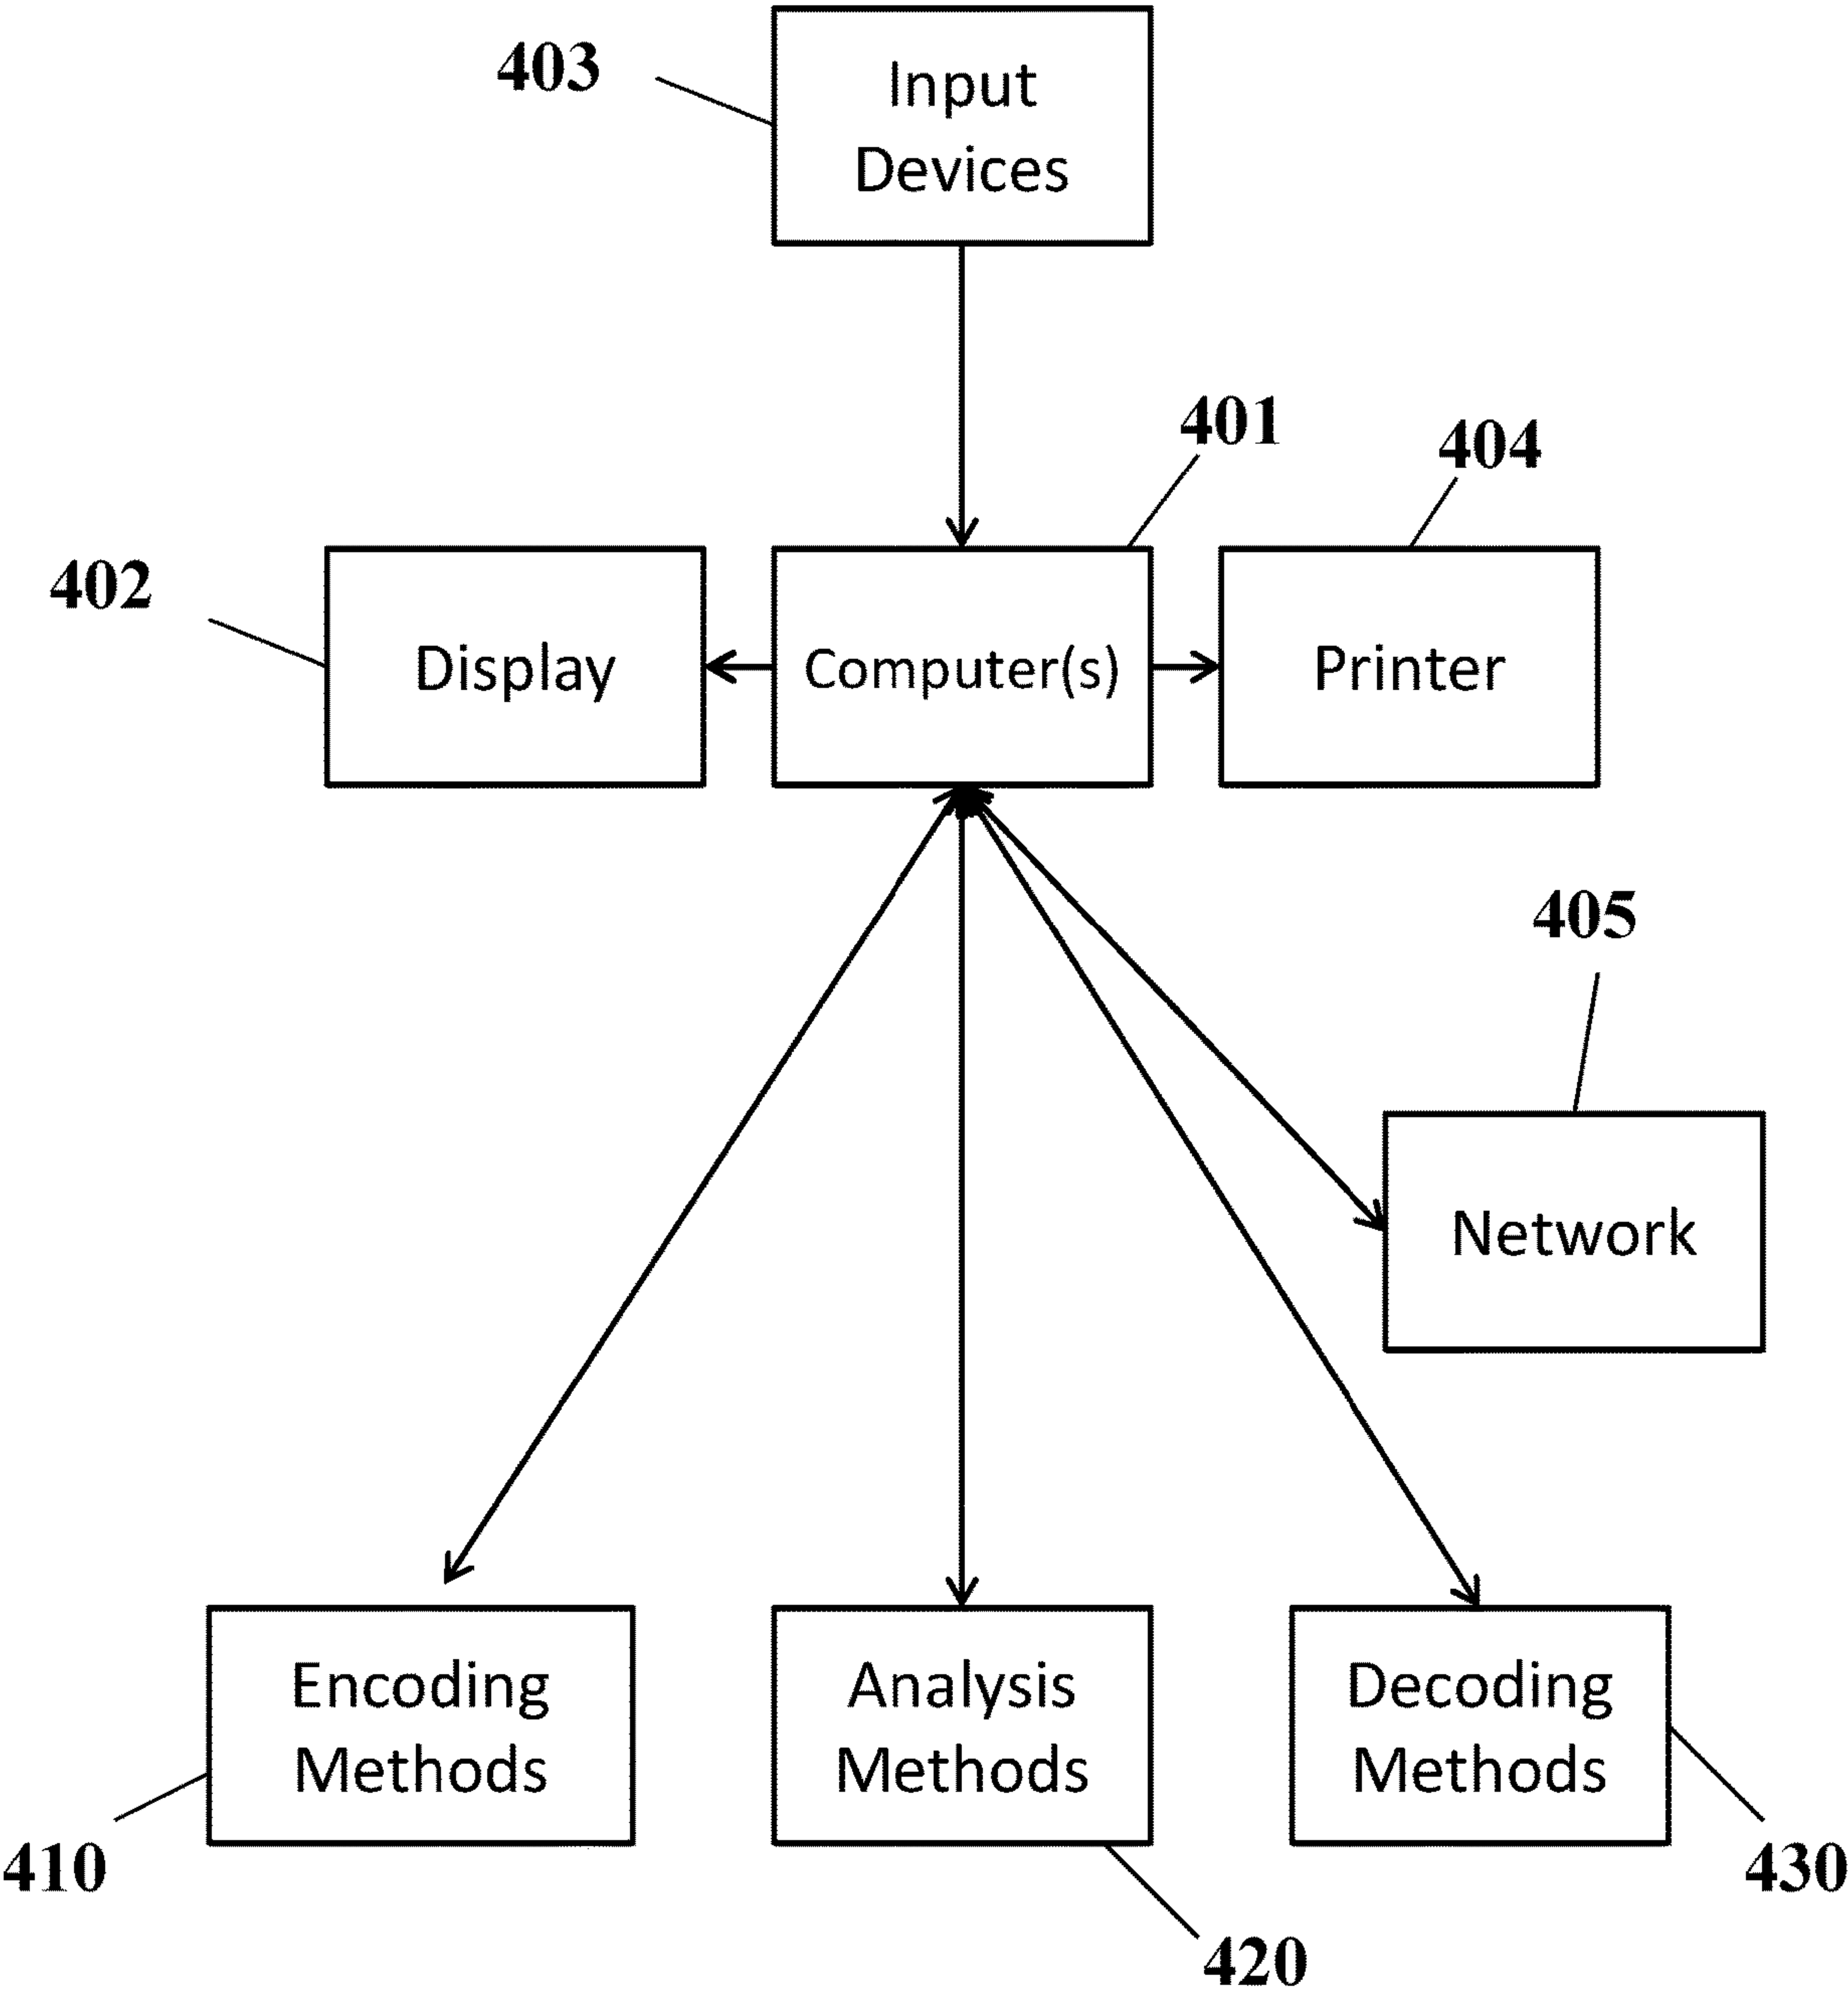 403
Input
Devices
401
404
402
Display
Computer(s)
Printer
405
Network
Encoding
Methods
Analysis
Methods
Decoding
Methods
410
430
420